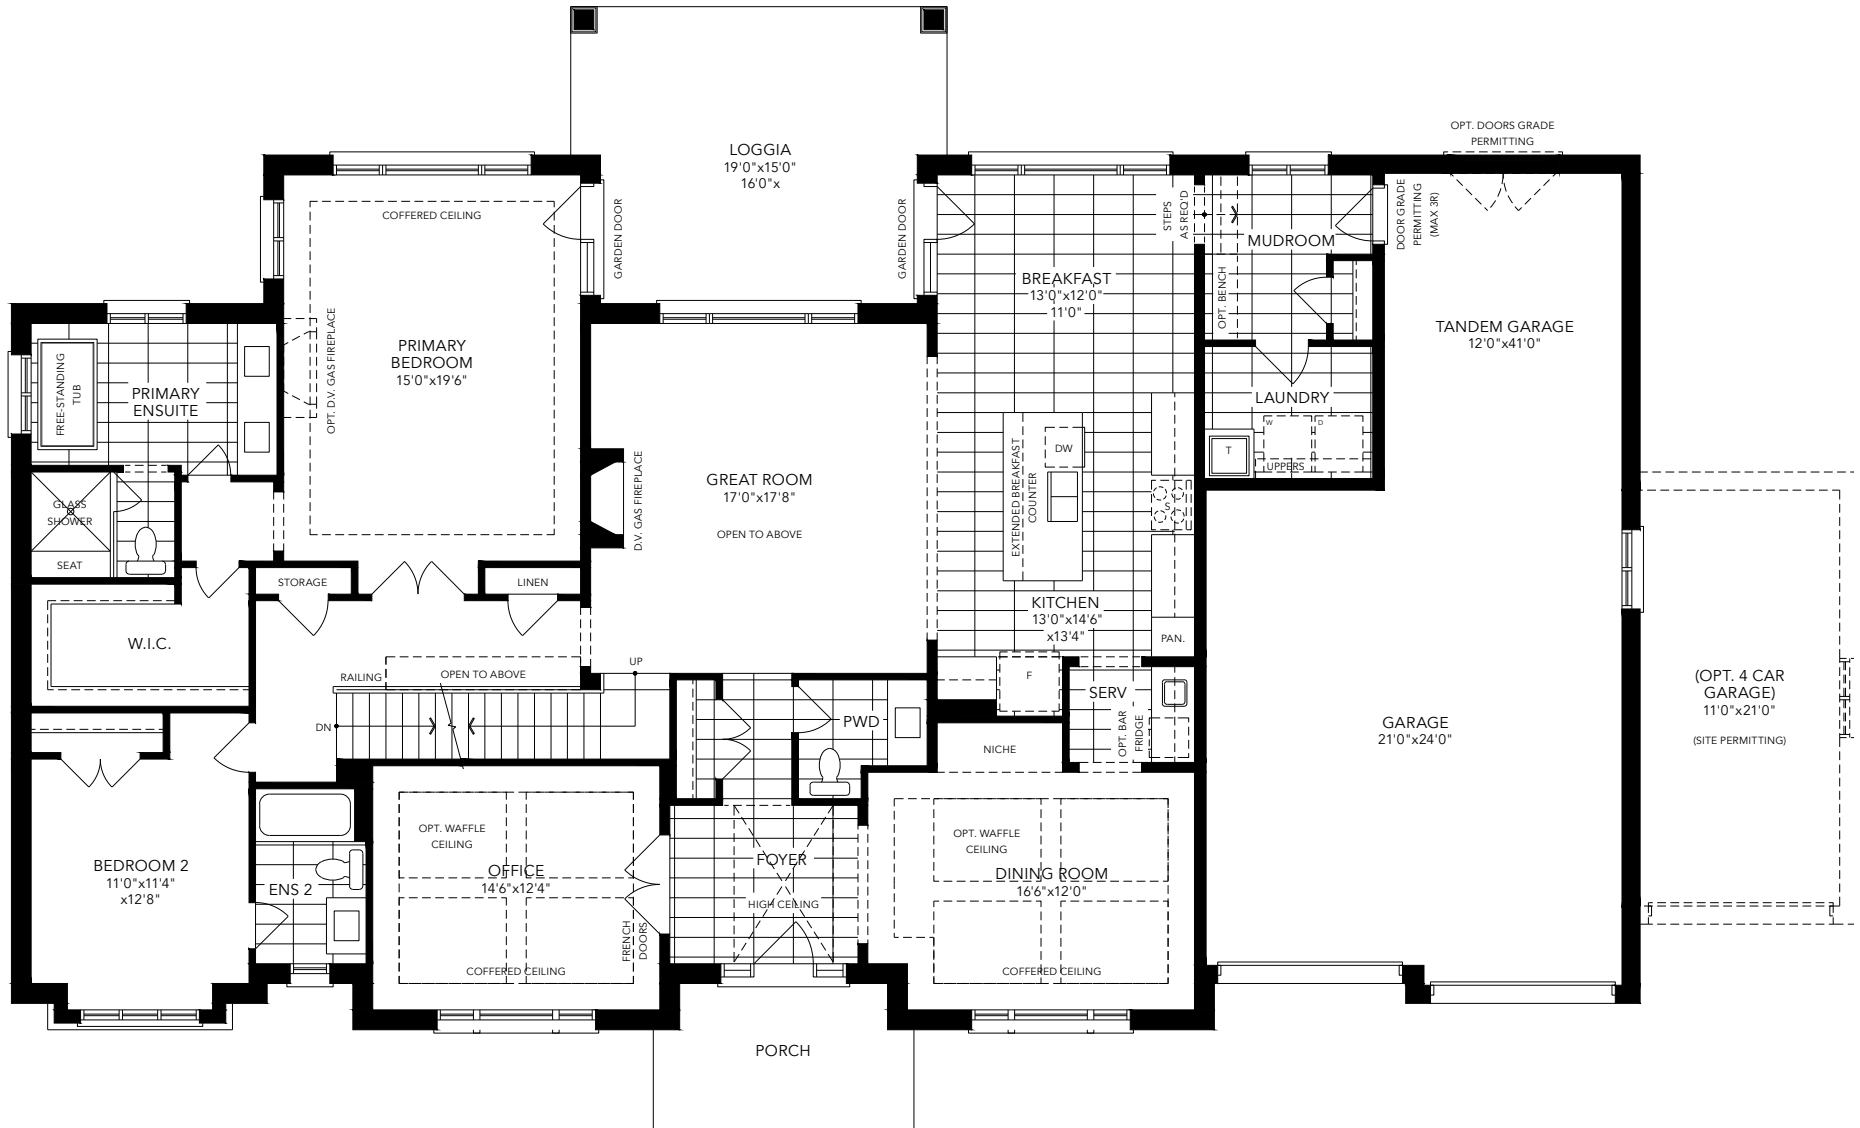 OPT. DOORS GRADE
PERMITTING
LOGGIA
19'0"x15'0"
16'0"x
COFFERED CEILING
GARDEN DOOR
GARDEN DOOR
STEPS
AS REQ'D
MUDROOM
DOOR GRADE
PERMITTING
(MAX 3R)
OPT. BENCH
BREAKFAST
13'0"x12'0"
11'0"
TANDEM GARAGE
12'0"x41'0"
OPT. D.V. GAS FIREPLACE
PRIMARY
BEDROOM
15'0"x19'6"
FREE-STANDING
TUB
PRIMARY
ENSUITE
LAUNDRY
W
D
T
UPPERS
EXTENDED BREAKFAST
COUNTER
DW
S
D.V. GAS FIREPLACE
GREAT ROOM
17'0"x17'8"
OPEN TO ABOVE
GLASS
SHOWER
SEAT
STORAGE
LINEN
KITCHEN
13'0"x14'6"
x13'4"
PAN.
W.I.C.
RAILING
OPEN TO ABOVE
UP
DN
F
SERV
OPT. BAR
FRIDGE
PWD
NICHE
GARAGE
21'0"x24'0"
(OPT. 4 CAR
GARAGE)
11'0"x21'0"
(SITE PERMITTING)
BEDROOM 2
11'0"x11'4"
x12'8"
ENS 2
OPT. WAFFLE
CEILING
OFFICE
14'6"x12'4"
COFFERED CEILING
FRENCH
DOORS
FOYER
HIGH CEILING
OPT. WAFFLE
CEILING
DINING ROOM
16'6"x12'0"
COFFERED CEILING
PORCH